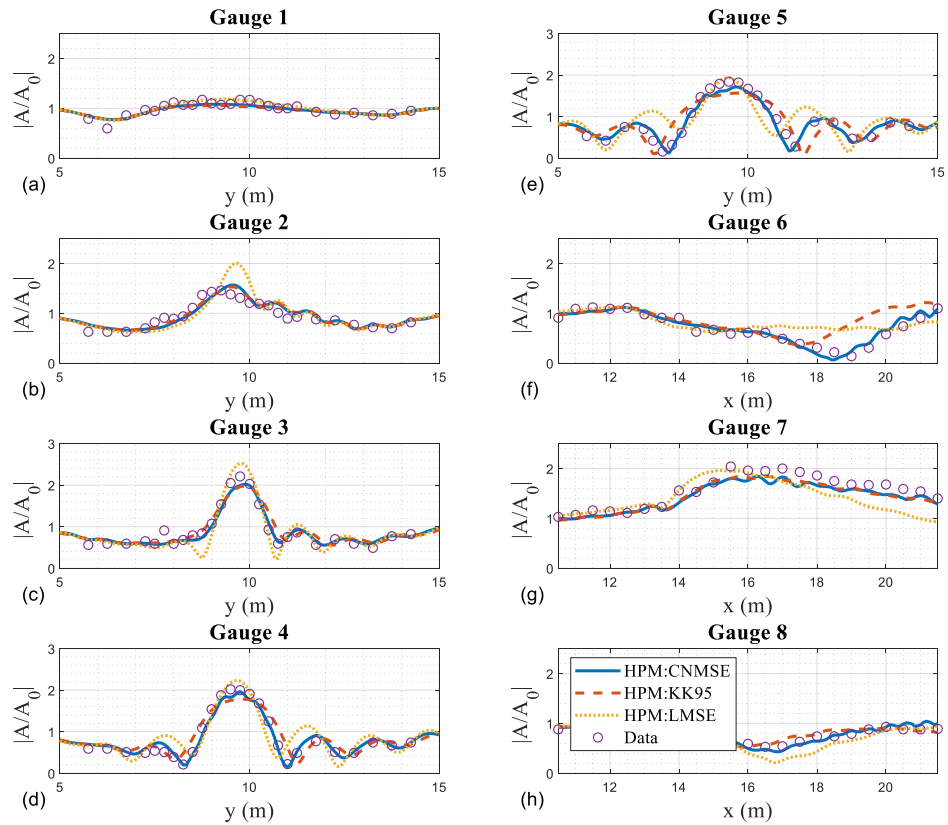 Gauge 1
2
1
0
|A/A0|
5
10
15
(a)
y (m)
Gauge 2
2
1
0
|A/A0|
5
10
15
(b)
y (m)
Gauge 3
3
2
1
0
|A/A0|
5
10
15
(c)
y (m)
Gauge 4
3
2
1
0
|A/A0|
5
10
15
(d)
y (m)
Gauge 5
3
2
1
0
|A/A0|
5
10
15
(e)
y (m)
Gauge 6
2
1
0
|A/A0|
12
14
16
18
20
(f)
x (m)
Gauge 7
2
1
0
|A/A0|
12
14
16
18
20
(g)
x (m)
Gauge 8
2
1
0
|A/A0|
HPM:CNMSE
HPM:KK95
HPM:LMSE
Data
12
14
16
18
20
(h)
x (m)